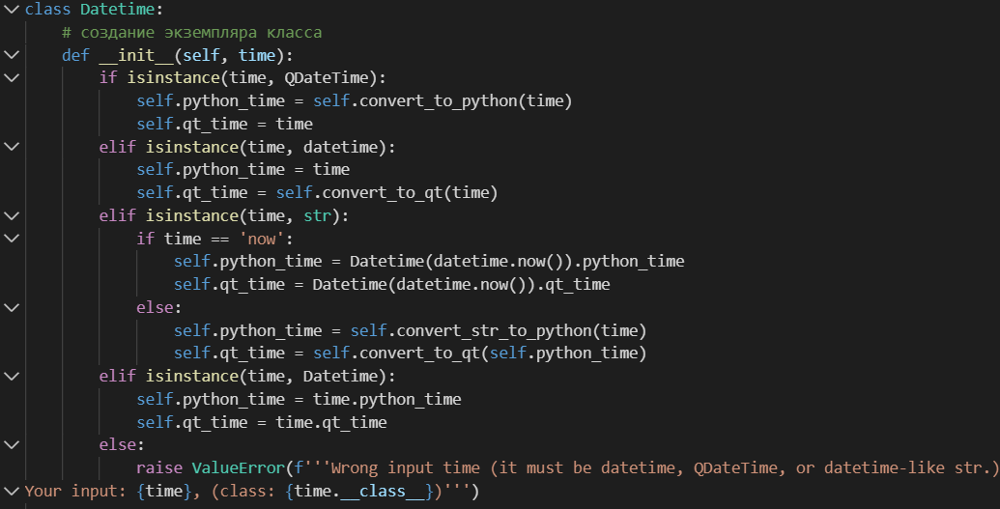 class Datetime:
    # создание экземпляра класса
    def __init__(self, time):
        if isinstance(time, QDateTime):
            self.python_time = self.convert_to_python(time)
            self.qt_time = time
        elif isinstance(time, datetime):
            self.python_time = time
            self.qt_time = self.convert_to_qt(time)
        elif isinstance(time, str):
            if time == 'now':
                self.python_time = Datetime(datetime.now()).python_time
                self.qt_time = Datetime(datetime.now()).qt_time
            else:
                self.python_time = self.convert_str_to_python(time)
                self.qt_time = self.convert_to_qt(self.python_time)
        elif isinstance(time, Datetime):
            self.python_time = time.python_time
            self.qt_time = time.qt_time
        else:
            raise ValueError(f'''Wrong input time (it must be datetime, QDateTime, or datetime-like str.)
Your input: {time}, (class: {time.__class__})''')